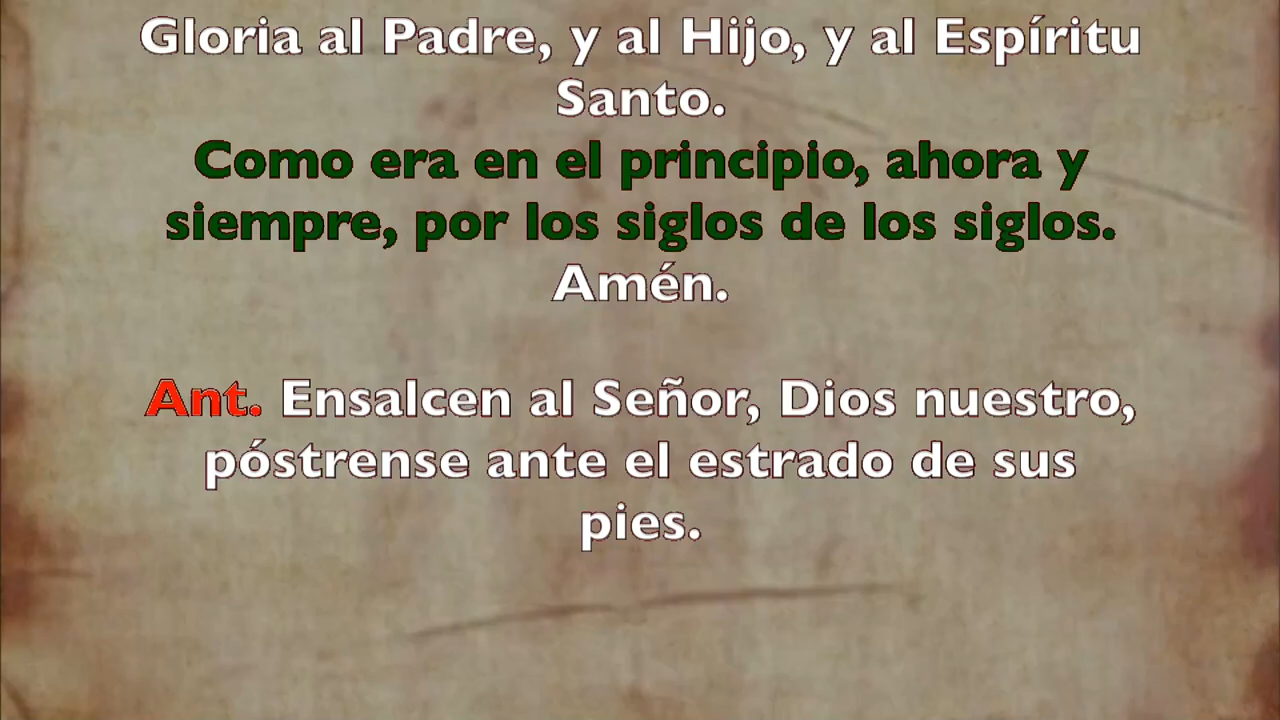 Gloria al Padre, y al Hijo, y al Espíritu
Santo.
Como era en el principio, ahora y
siempre, por los siglos de los siglos.
Amén.
Ant. Ensalcen al Señor, Dios nuestro,
póstrense ante el estrado de sus
pies.